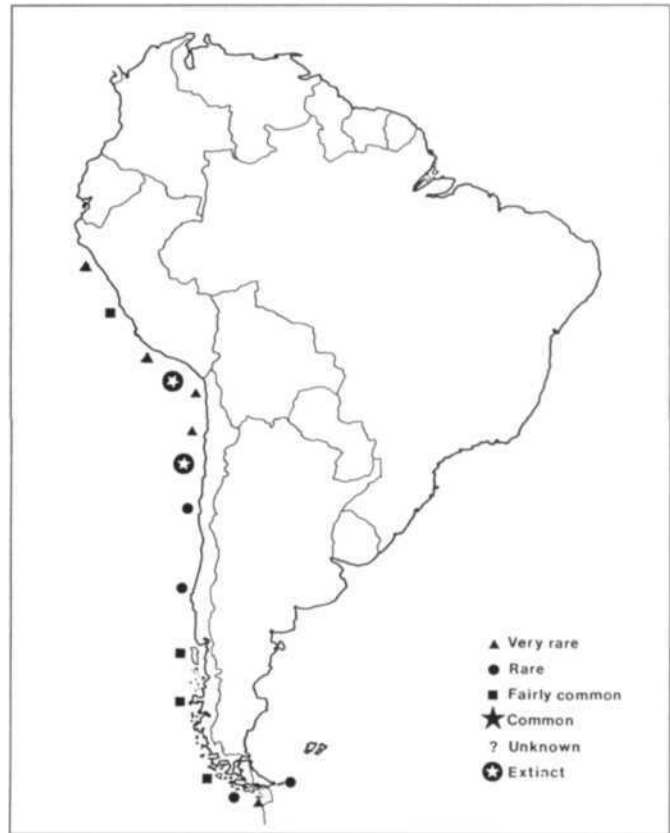 Very rare
Rare
Fairly common
Common
? Unknown
Extinct